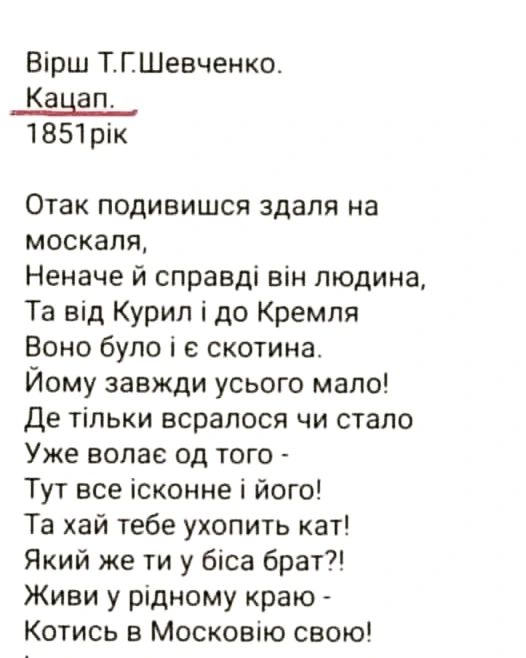 Вірш Т.Г.Шевченко.
Кацап.
1851рік
Отак подивишся здаля на
москаля,
Неначе й справді він людина,
Та від Курил і до Кремля
Воно було і є скотина.
Йому завжди усього мало!
Де тільки всралося чи стало
Уже волає од того -
Тут все ісконне і його!
Та хай тебе ухопить кат!
Який же ти у біса брат?!
Живи у рідному краю -
Котись в Московію свою!